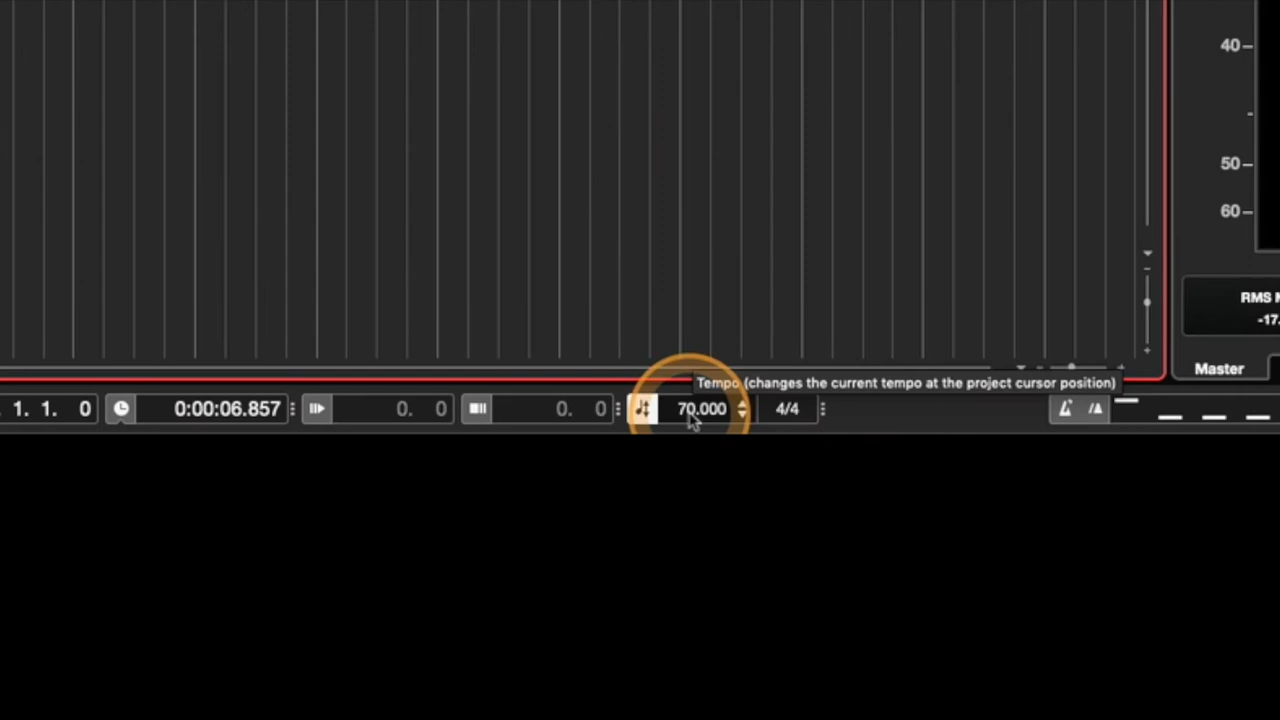 40
50
60
RMS
-17.
Master
Tempo (changes the current tempo at the project cursor position)
1. 1. 0
0:00:06.857
0. 0
0. 0
70.000
4/4